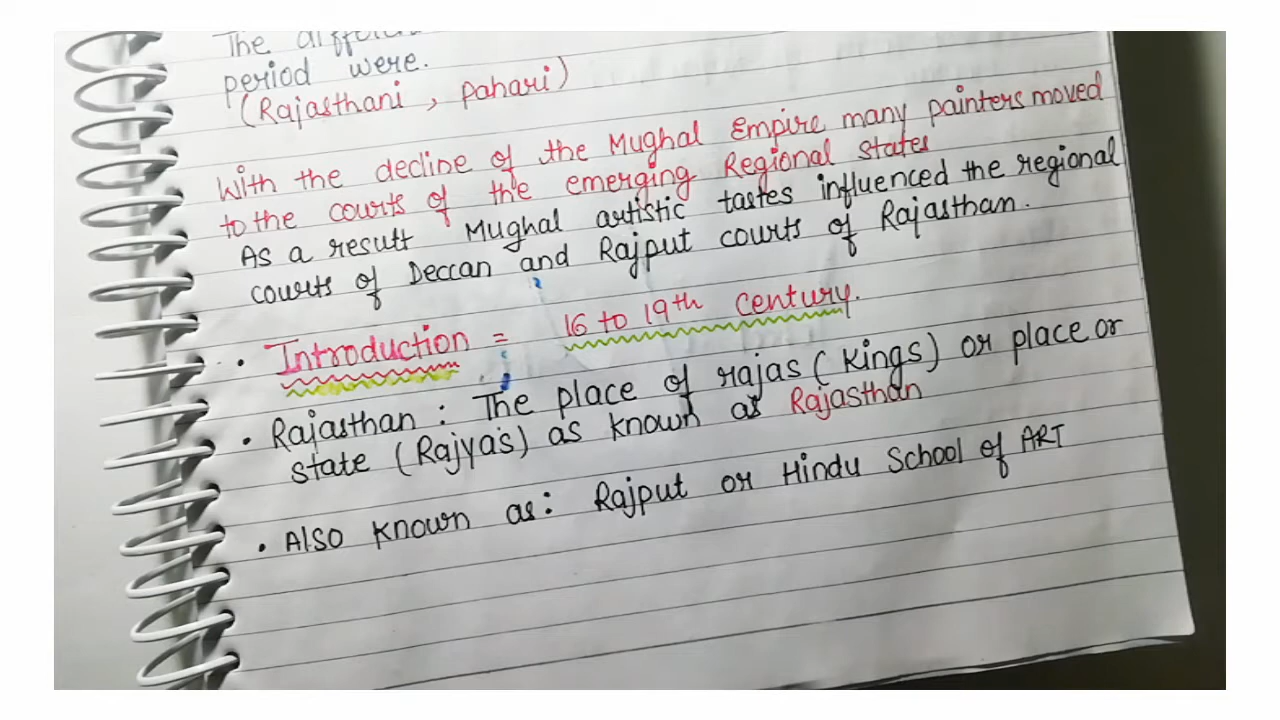 The
period were.
(Rajasthani, pahari)
with the decline of the Mughal Empire many painters moved
to the courts of the emerging Regional states
As a result Mughal artistic tastes influenced the regional
courts of Deccan and Rajput courts of Rajasthan.
• Introduction = 16 to 19th century.
• Rajasthan : The place of rajas (kings) or place or
state (Rajya's) as known as Rajasthan
• Also known as: Rajput or Hindu School of ART